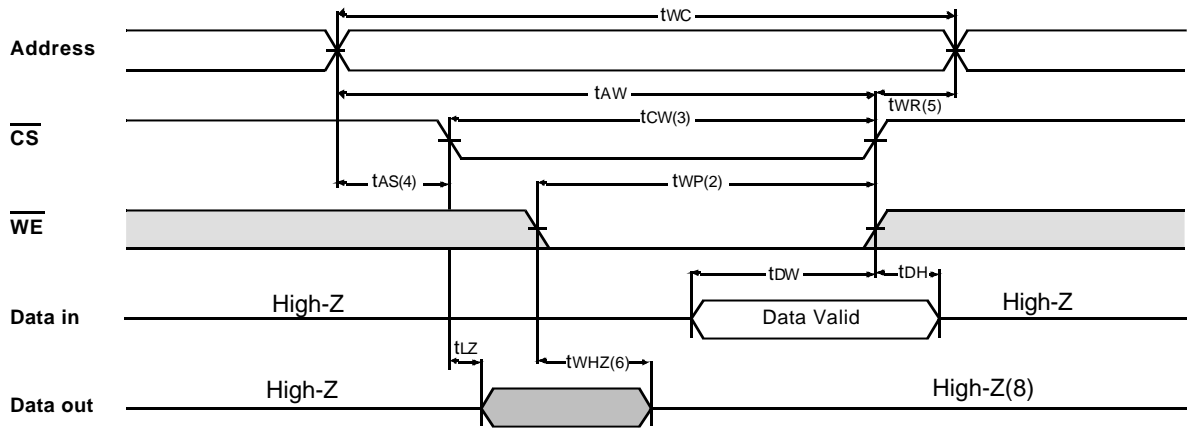 tWC
Address
tAW
tWR(5)
tCW(3)
CS
tAS(4)
tWP(2)
WE
tDW
tDH
High-Z
Data in
Data Valid
High-Z
tLZ
tWHZ(6)
High-Z
Data out
High-Z(8)